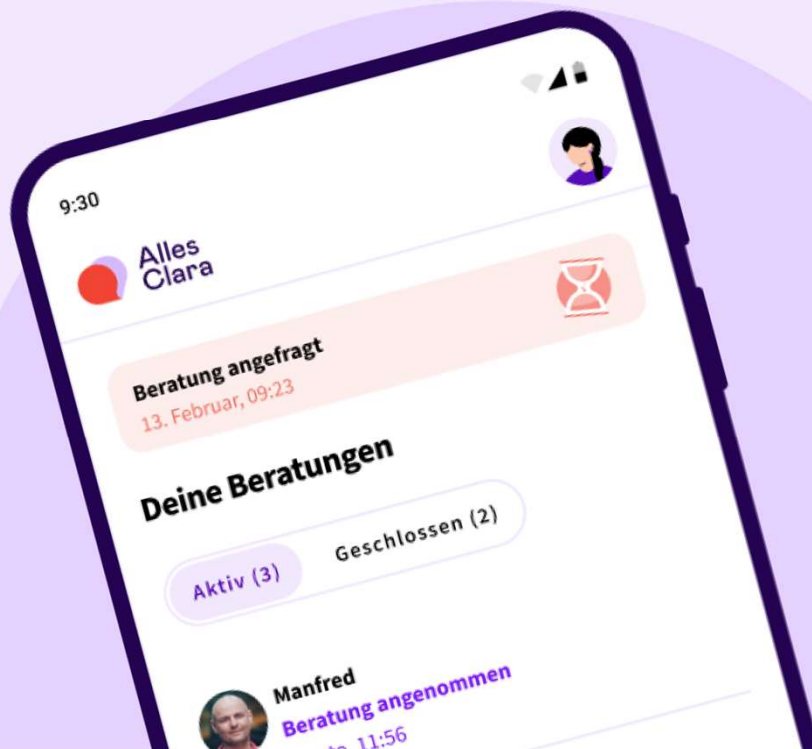 9:30
Alles
Clara
Beratung angefragt
13. Februar, 09:23
Deine Beratungen
Aktiv (3)
Geschlossen (2)
Manfred
Beratung angenommen
11:56